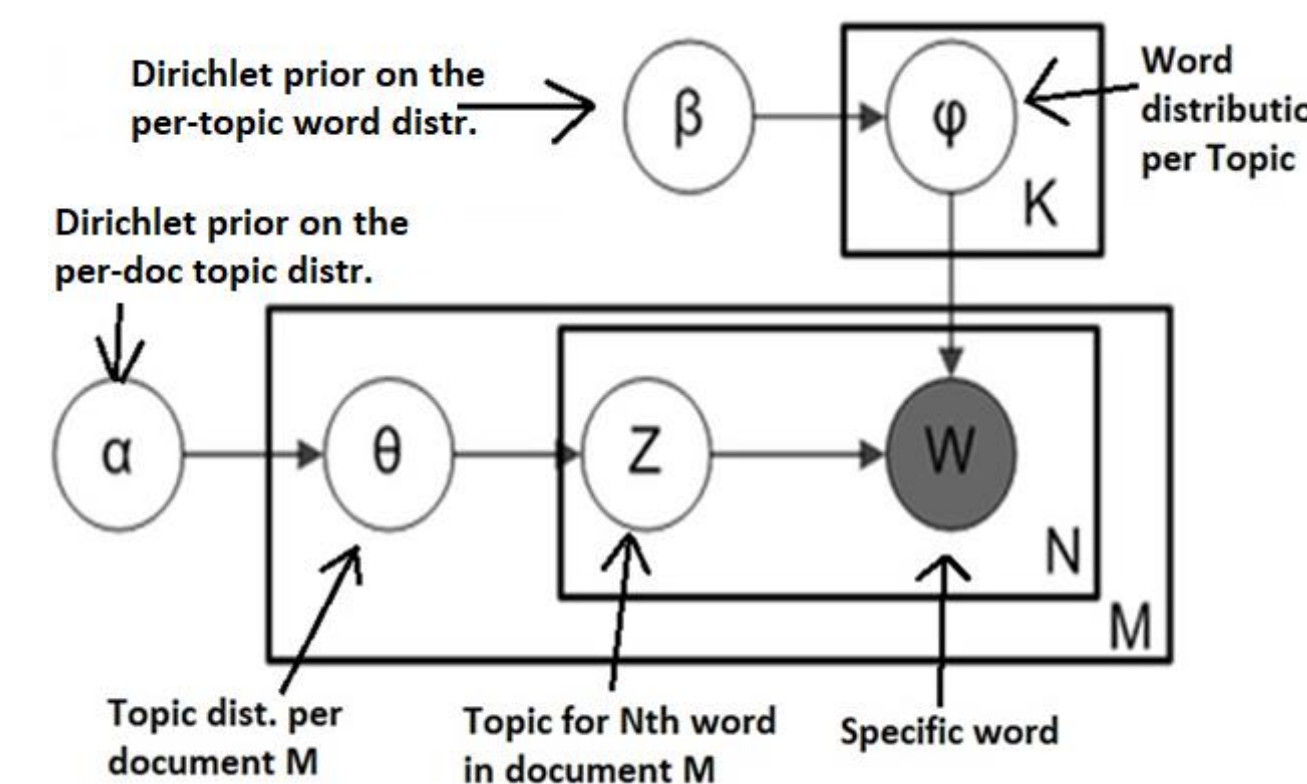 Dirichlet prior on the
per-topic word distr.
β
φ
K
Word
distributio
per Topic
Dirichlet prior on the
per-doc topic distr.
α
θ
Z
W
N
M
Topic dist. per
document M
Topic for Nth word
in document M
Specific word